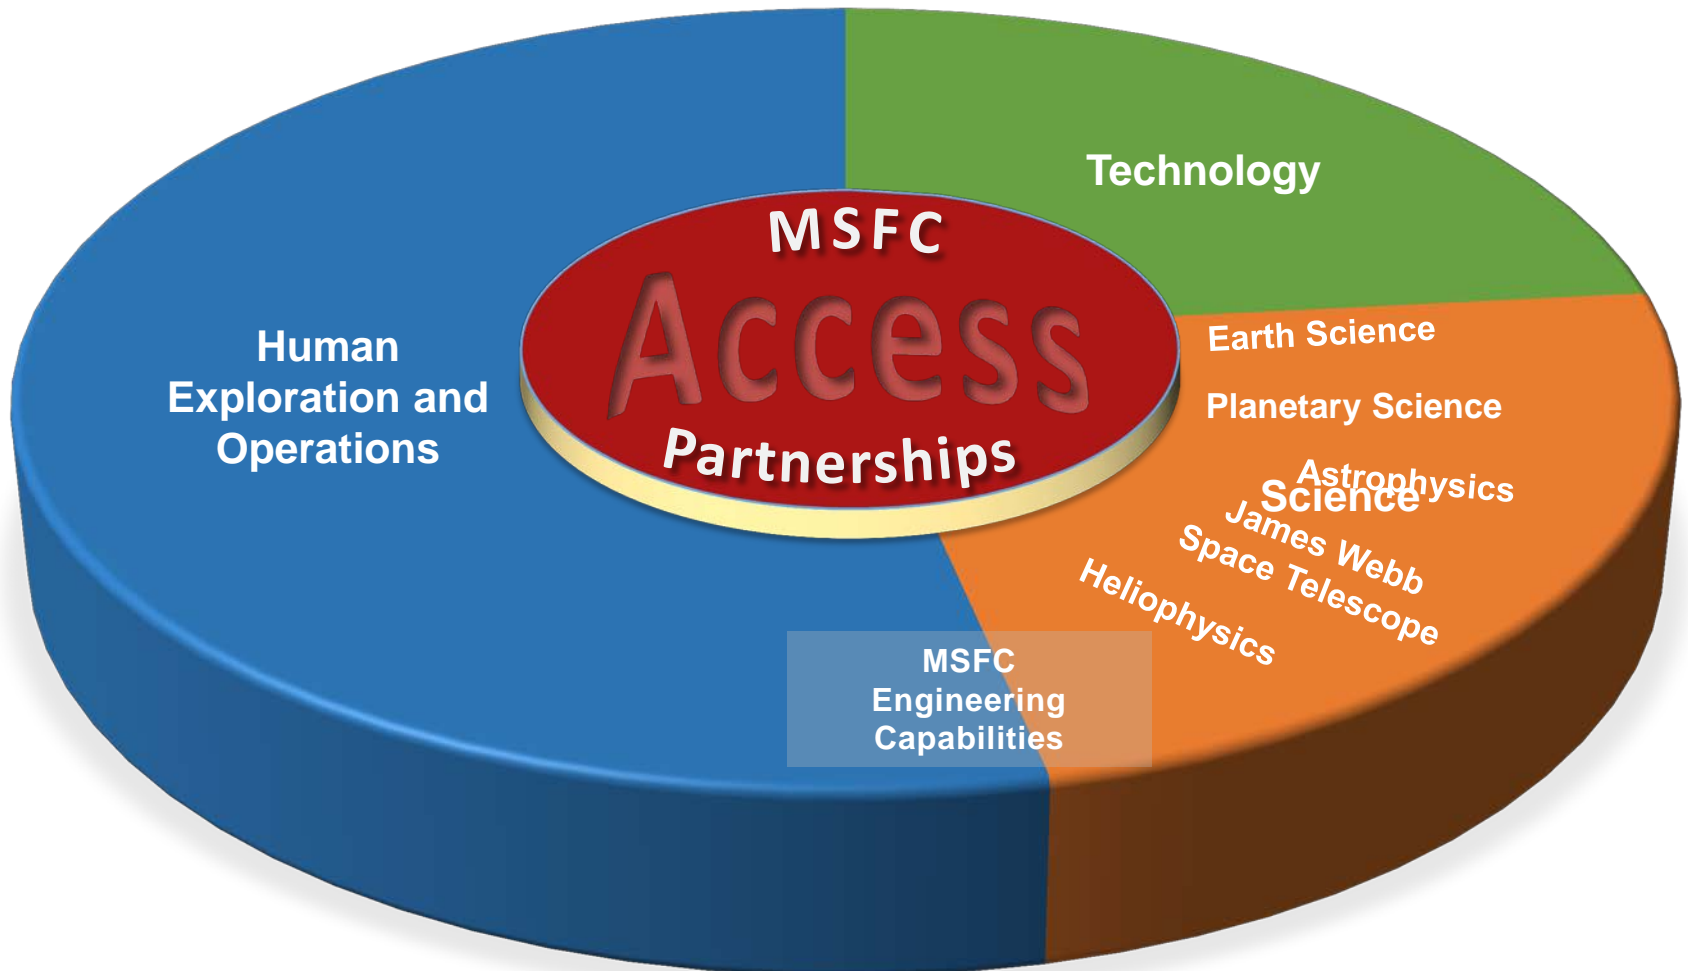 Technology
MSFC
Access
Partnerships
Human
Exploration and
Operations
Earth Science
Planetary Science
Astrophysics
Science
James Webb
Space Telescope
Heliophysics
MSFC
Engineering
Capabilities